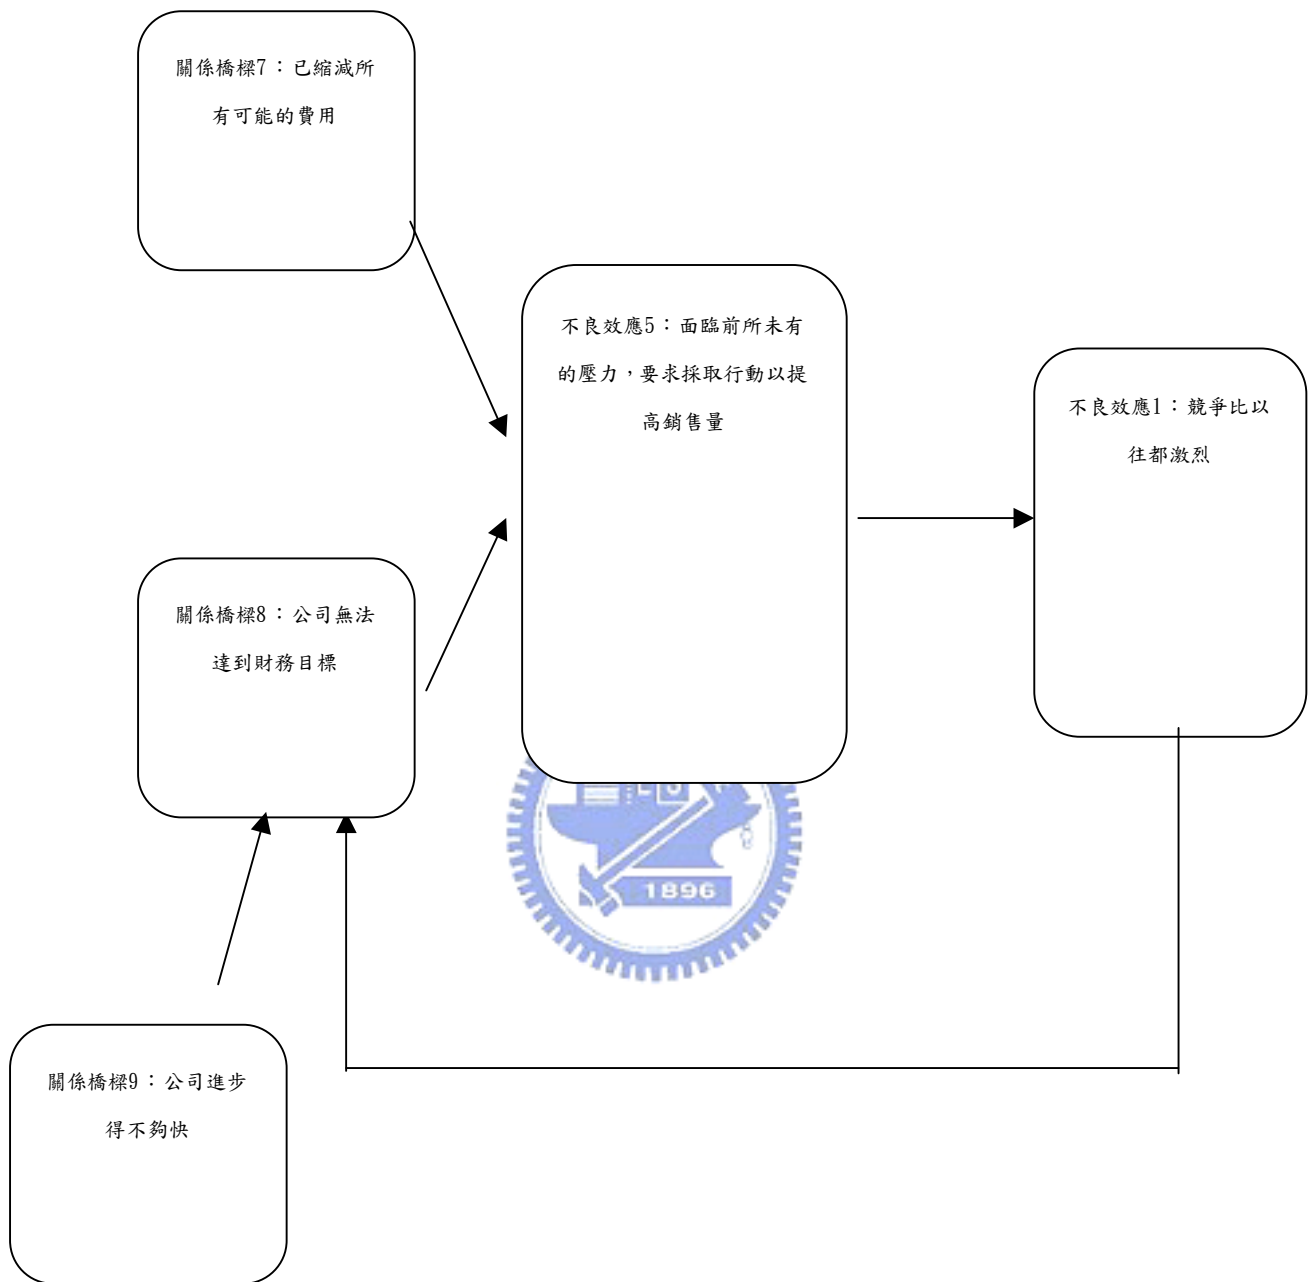 關係橋樑7：已縮減所
有可能的費用
不良效應5：面臨前所未有
的壓力，要求採取行動以提
高銷售量
不良效應1：競爭比以
往都激烈
關係橋樑8：公司無法
達到財務目標
1896
關係橋樑9：公司進步
得不夠快